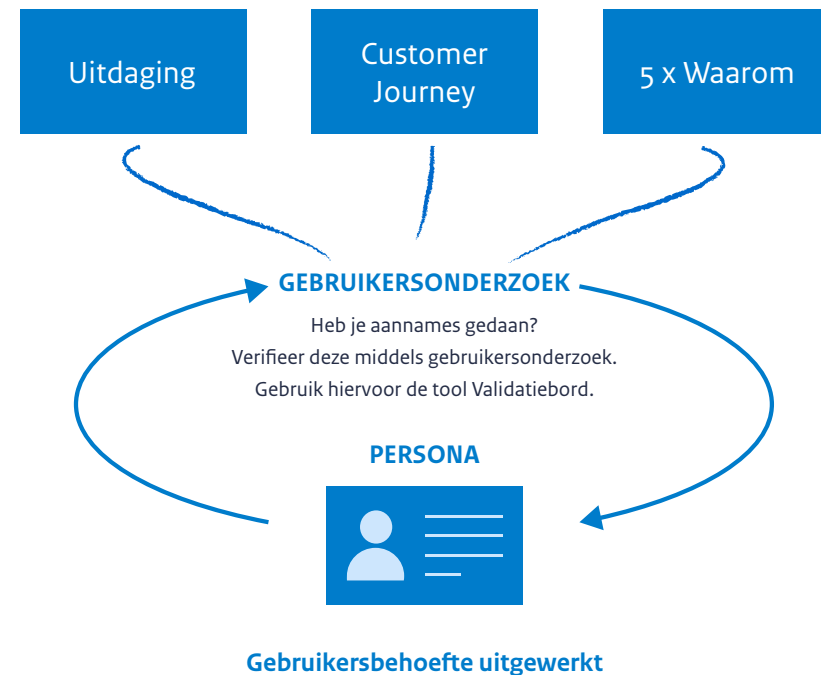 Uitdaging
Customer
Journey
5 x Waarom
GEBRUIKERSONDERZOEK
Heb je aannames gedaan?
Verifieer deze middels gebruikersonderzoek.
Gebruik hiervoor de tool Validatiebord.
PERSONA
Gebruikersbehoefte uitgewerkt